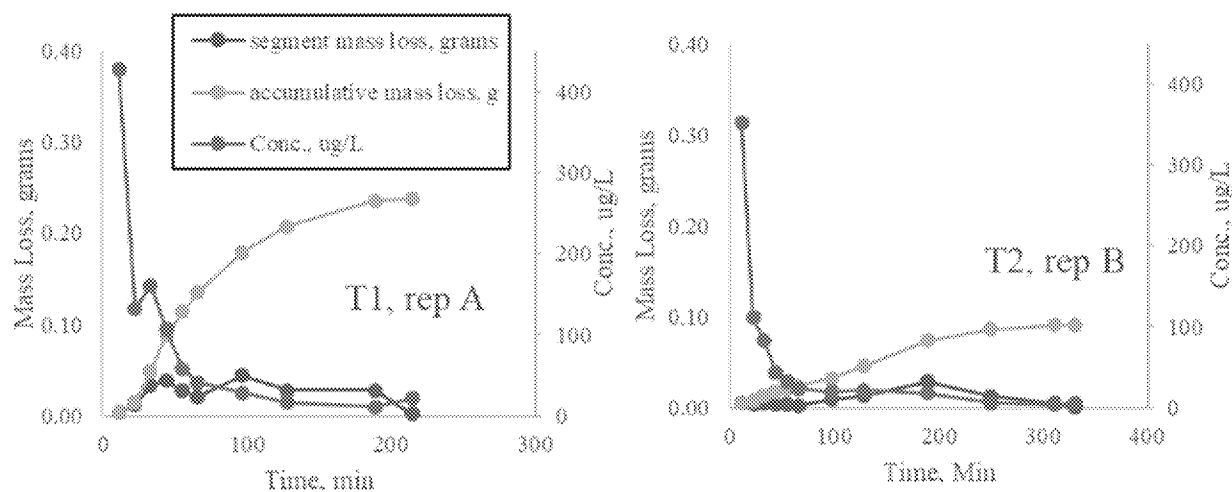 0.40
0.30
0.20
0.10
0.00
Mass Loss, grams
segment mass loss, grams
accumulative mass loss, g
Conc., ug/L
400
300
200
100
0
Conc., ug/L
T1, rep A
0
100
200
300
Time, min
0.40
0.30
0.20
0.10
0.00
Mass Loss, grams
400
300
200
100
0
Conc., ug/L
T2, rep B
0
100
200
300
400
Time, Min